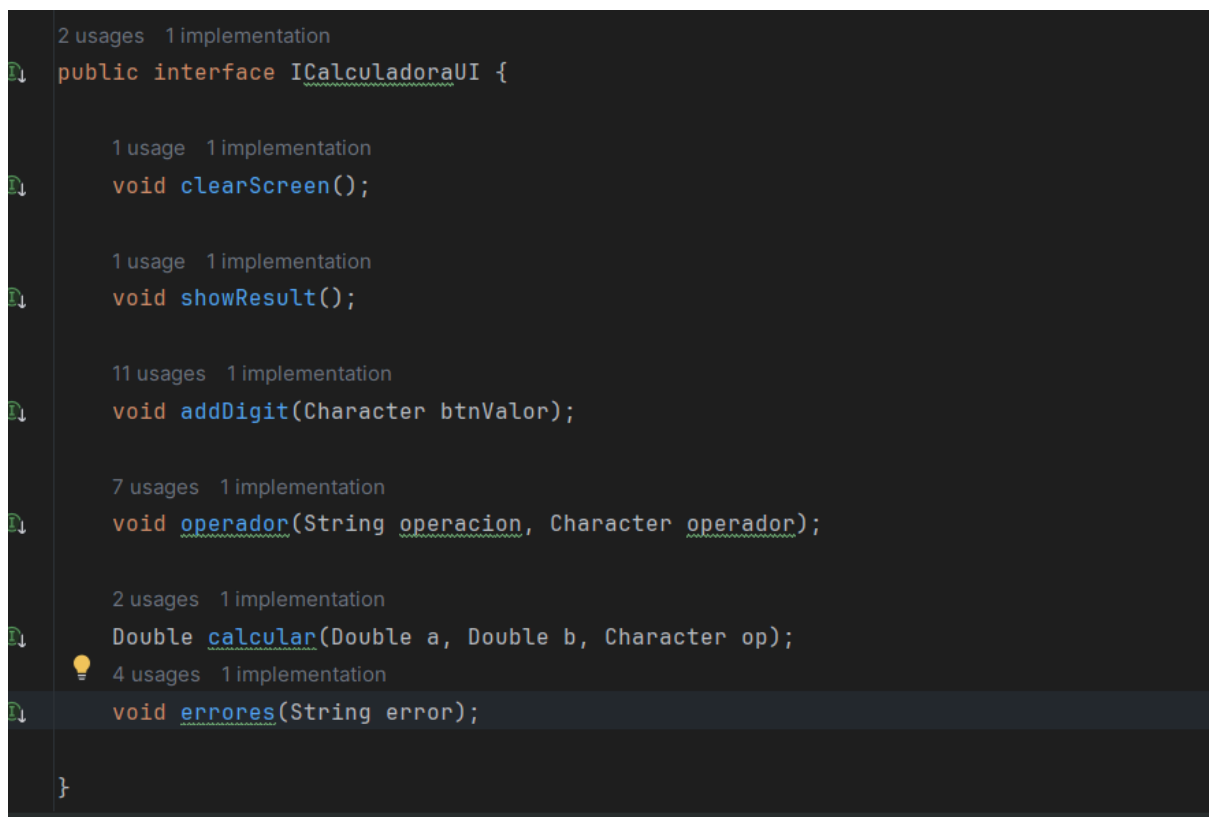 2 usages 1 implementation
public interface ICalculadoraUI {
1 usage 1 implementation
void clearScreen();
1 usage 1 implementation
void showResult();
11 usages 1 implementation
void addDigit(Character btnValor);
7 usages 1 implementation
void operador(String operacion, Character operador);
2 usages 1 implementation
Double calcular(Double a, Double b, Character op);
4 usages 1 implementation
void errores(String error);
}